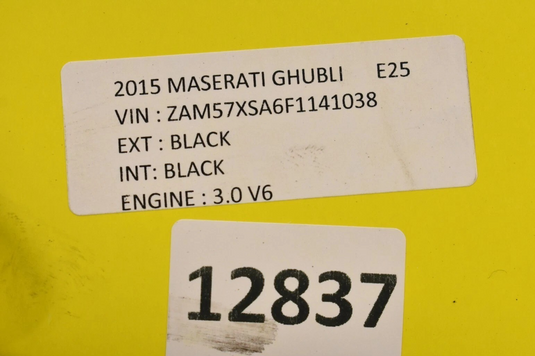 2015 MASERATI GHUBLI E25
VIN : ZAM57XSA6F1141038
EXT : BLACK
INT: BLACK
ENGINE : 3.0 V6
12837